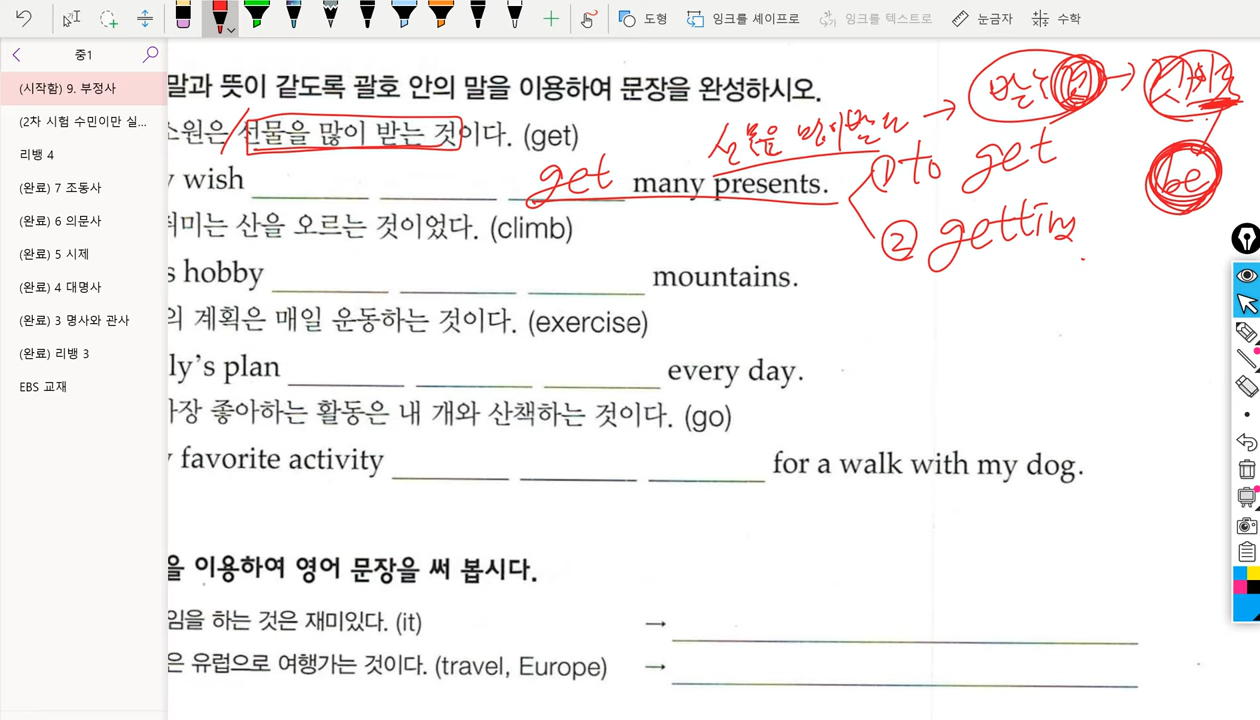 도형
잉크를 셰이프로
잉크를 텍스트로
눈금자
수학
중1
(시작함) 9. 부정사
(2차 시험 수민이만 실...
리뱅 4
(완료) 7 조동사
(완료) 6 의문사
(완료) 5 시제
(완료) 4 대명사
(완료) 3 명사와 관사
(완료) 리뱅 3
EBS 교재
말과 뜻이 같도록 괄호 안의 말을 이용하여 문장을 완성하시오.
소원은 선물을 많이 받는 것이다. (get)
y wish get many presents.
선물을 많이 받다
① to get
② getting
be
취미는 산을 오르는 것이었다. (climb)
s hobby mountains.
의 계획은 매일 운동하는 것이다. (exercise)
ly's plan every day.
가장 좋아하는 활동은 내 개와 산책하는 것이다. (go)
y favorite activity for a walk with my dog.
을 이용하여 영어 문장을 써 봅시다.
임을 하는 것은 재미있다. (it) →
은 유럽으로 여행가는 것이다. (travel, Europe) →